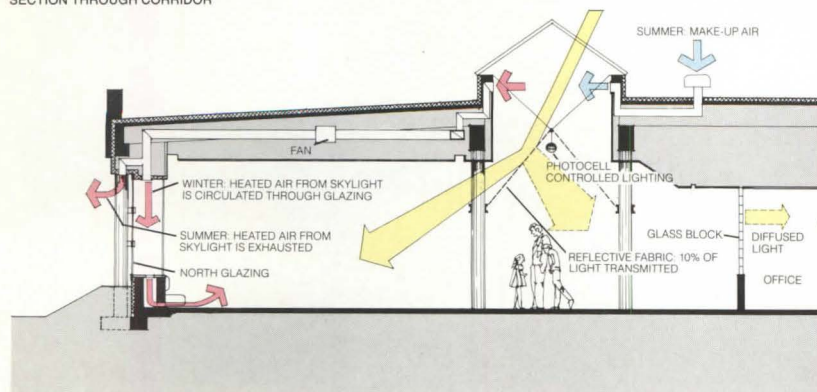 SECTION THROUGH CORRIDOR
SUMMER: MAKE-UP AIR
FAN
PHOTOCELL
CONTROLLED LIGHTING
WINTER: HEATED AIR FROM SKYLIGHT
IS CIRCULATED THROUGH GLAZING
SUMMER: HEATED AIR FROM
SKYLIGHT IS EXHAUSTED
NORTH GLAZING
REFLECTIVE FABRIC: 10% OF
LIGHT TRANSMITTED
GLASS BLOCK
DIFFUSED
LIGHT
OFFICE